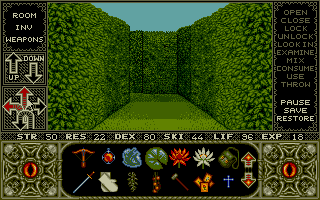 ROOM
INV
WEAPONS
UP
DOWN
OPEN
CLOSE
LOCK
UNLOCK
LOOK IN
EXAMINE
MIX
CONSUME
USE
THROW
PAUSE
SAVE
RESTORE
STR 30 RES 22 DEX 80 SKI 44 LIF 36 EXP 18